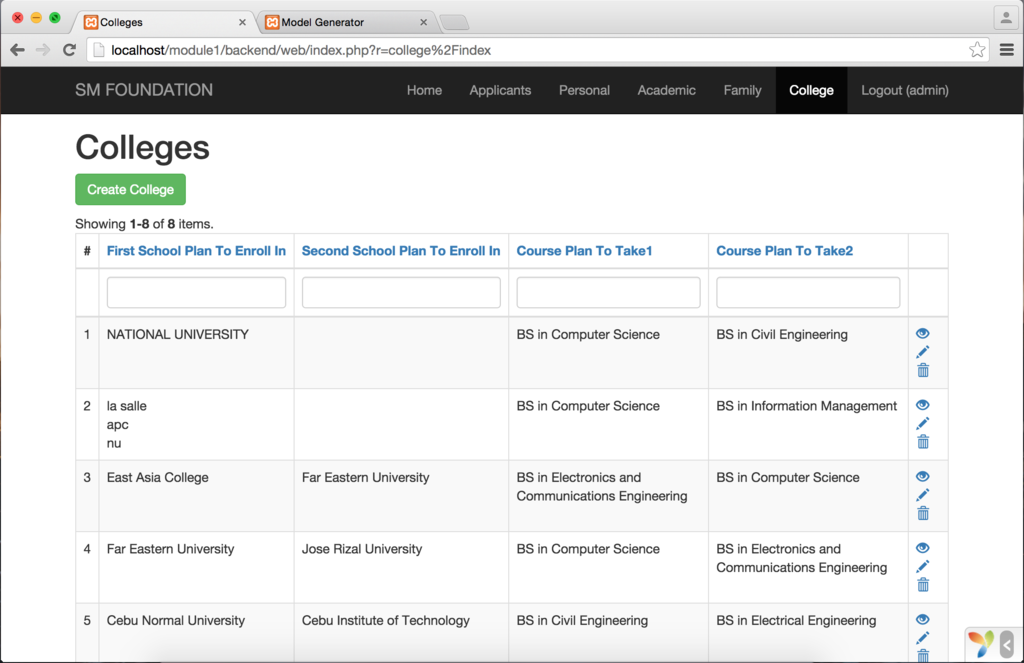 Colleges
Model Generator
localhost/module1/backend/web/index.php?r=college%2Findex
SM FOUNDATION Home Applicants Personal Academic Family College Logout (admin)
Colleges
Create College
Showing 1-8 of 8 items.
# First School Plan To Enroll In Second School Plan To Enroll In Course Plan To Take1 Course Plan To Take2
1 NATIONAL UNIVERSITY BS in Computer Science BS in Civil Engineering
2 la salle BS in Computer Science BS in Information Management
apc
nu
3 East Asia College Far Eastern University BS in Electronics and BS in Computer Science
Communications Engineering
4 Far Eastern University Jose Rizal University BS in Computer Science BS in Electronics and
Communications Engineering
5 Cebu Normal University Cebu Institute of Technology BS in Civil Engineering BS in Electrical Engineering